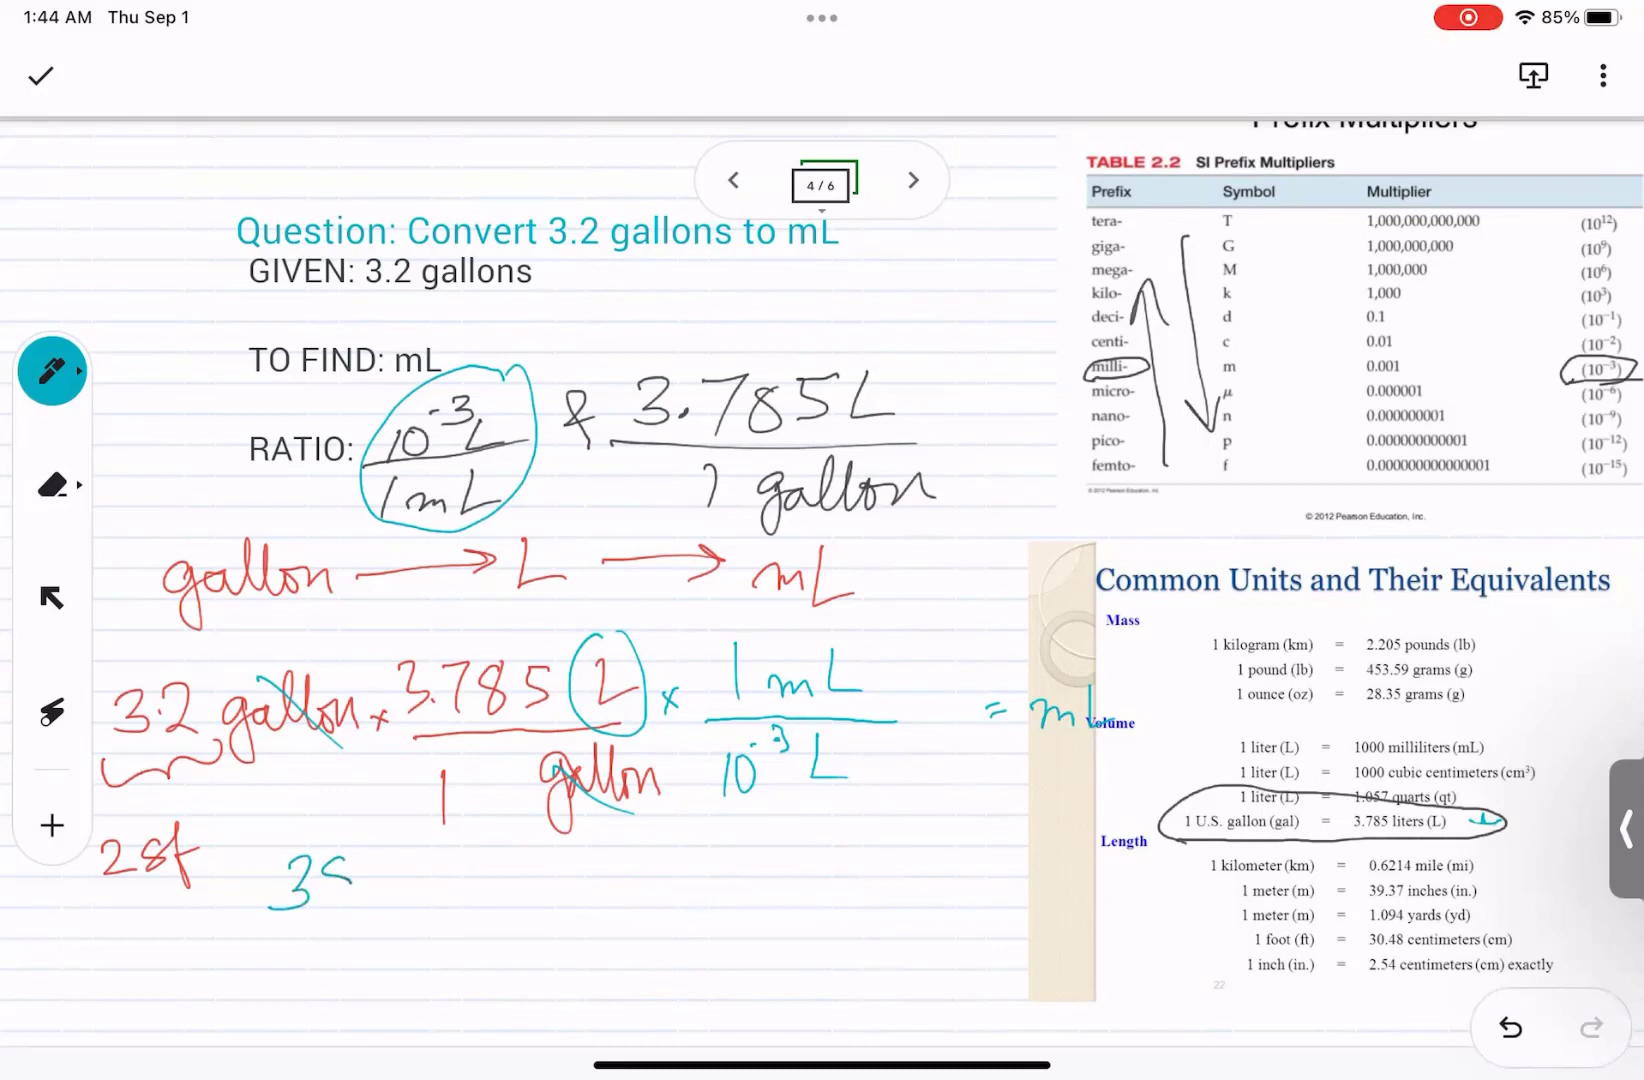 1:44 AM Thu Sep 1
85%
4 / 6
Question: Convert 3.2 gallons to mL
GIVEN: 3.2 gallons
TO FIND: mL
RATIO: 10⁻³ L / 1 mL & 3.785 L / 1 gallon
gallon → L → mL
3.2 gallon × 3.785 L / 1 gallon × 1 mL / 10⁻³ L = mL
2 sf
Prefix Multipliers
TABLE 2.2 SI Prefix Multipliers
Prefix Symbol Multiplier
tera- T 1,000,000,000,000 (10¹²)
giga- G 1,000,000,000 (10⁹)
mega- M 1,000,000 (10⁶)
kilo- k 1,000 (10³)
deci- d 0.1 (10⁻¹)
centi- c 0.01 (10⁻²)
milli- m 0.001 (10⁻³)
micro- μ 0.000001 (10⁻⁶)
nano- n 0.000000001 (10⁻⁹)
pico- p 0.000000000001 (10⁻¹²)
femto- f 0.000000000000001 (10⁻¹⁵)
© 2012 Pearson Education, Inc.
© 2012 Pearson Education, Inc.
Common Units and Their Equivalents
Mass
1 kilogram (km) = 2.205 pounds (lb)
1 pound (lb) = 453.59 grams (g)
1 ounce (oz) = 28.35 grams (g)
Volume
1 liter (L) = 1000 milliliters (mL)
1 liter (L) = 1000 cubic centimeters (cm³)
1 liter (L) = 1.057 quarts (qt)
1 U.S. gallon (gal) = 3.785 liters (L)
Length
1 kilometer (km) = 0.6214 mile (mi)
1 meter (m) = 39.37 inches (in.)
1 meter (m) = 1.094 yards (yd)
1 foot (ft) = 30.48 centimeters (cm)
1 inch (in.) = 2.54 centimeters (cm) exactly
22